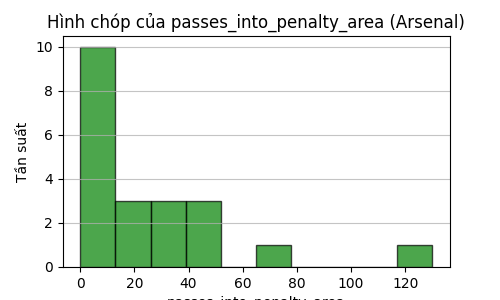 Hình chóp của passes_into_penalty_area (Arsenal)
10
8
6
4
2
0
Tần suất
0 20 40 60 80 100 120
passes_into_penalty_area